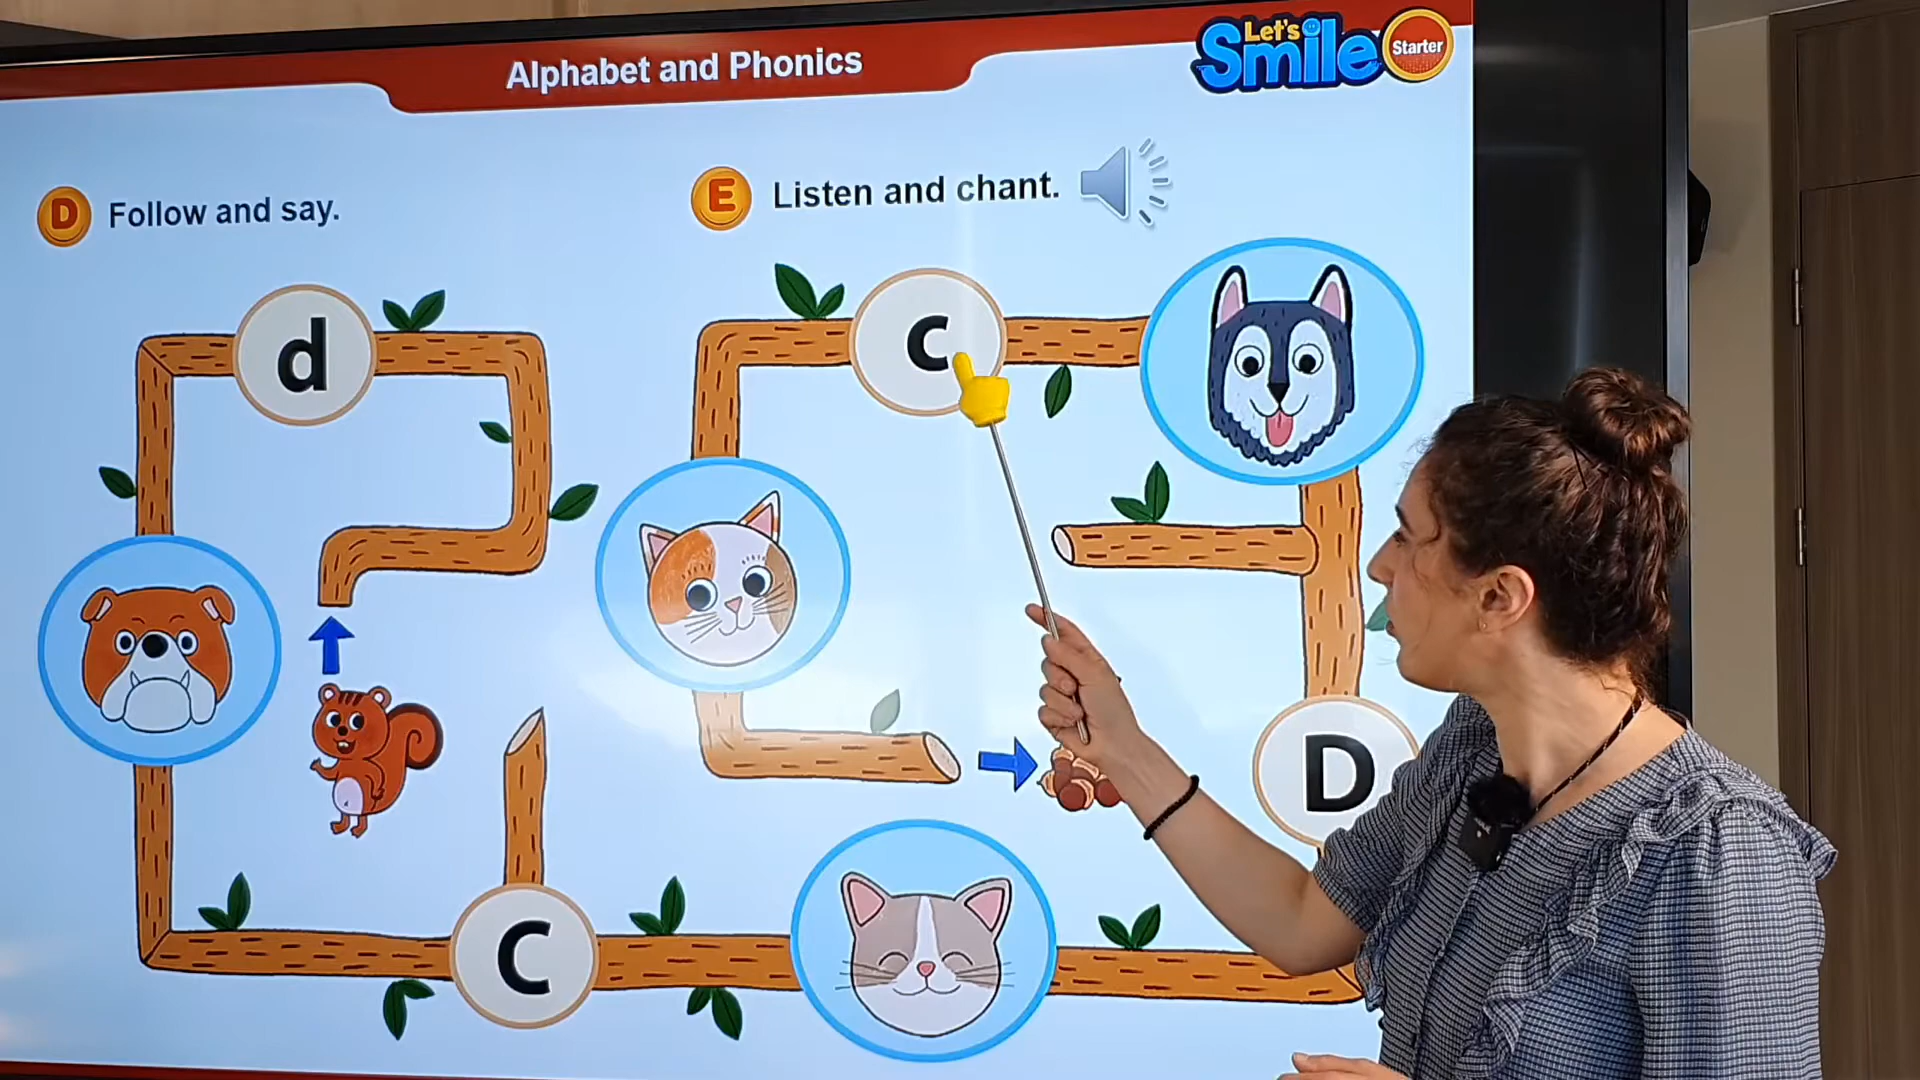 Alphabet and Phonics
Let's
Smile
Starter
D Follow and say.
E Listen and chant.
d
c
D
C